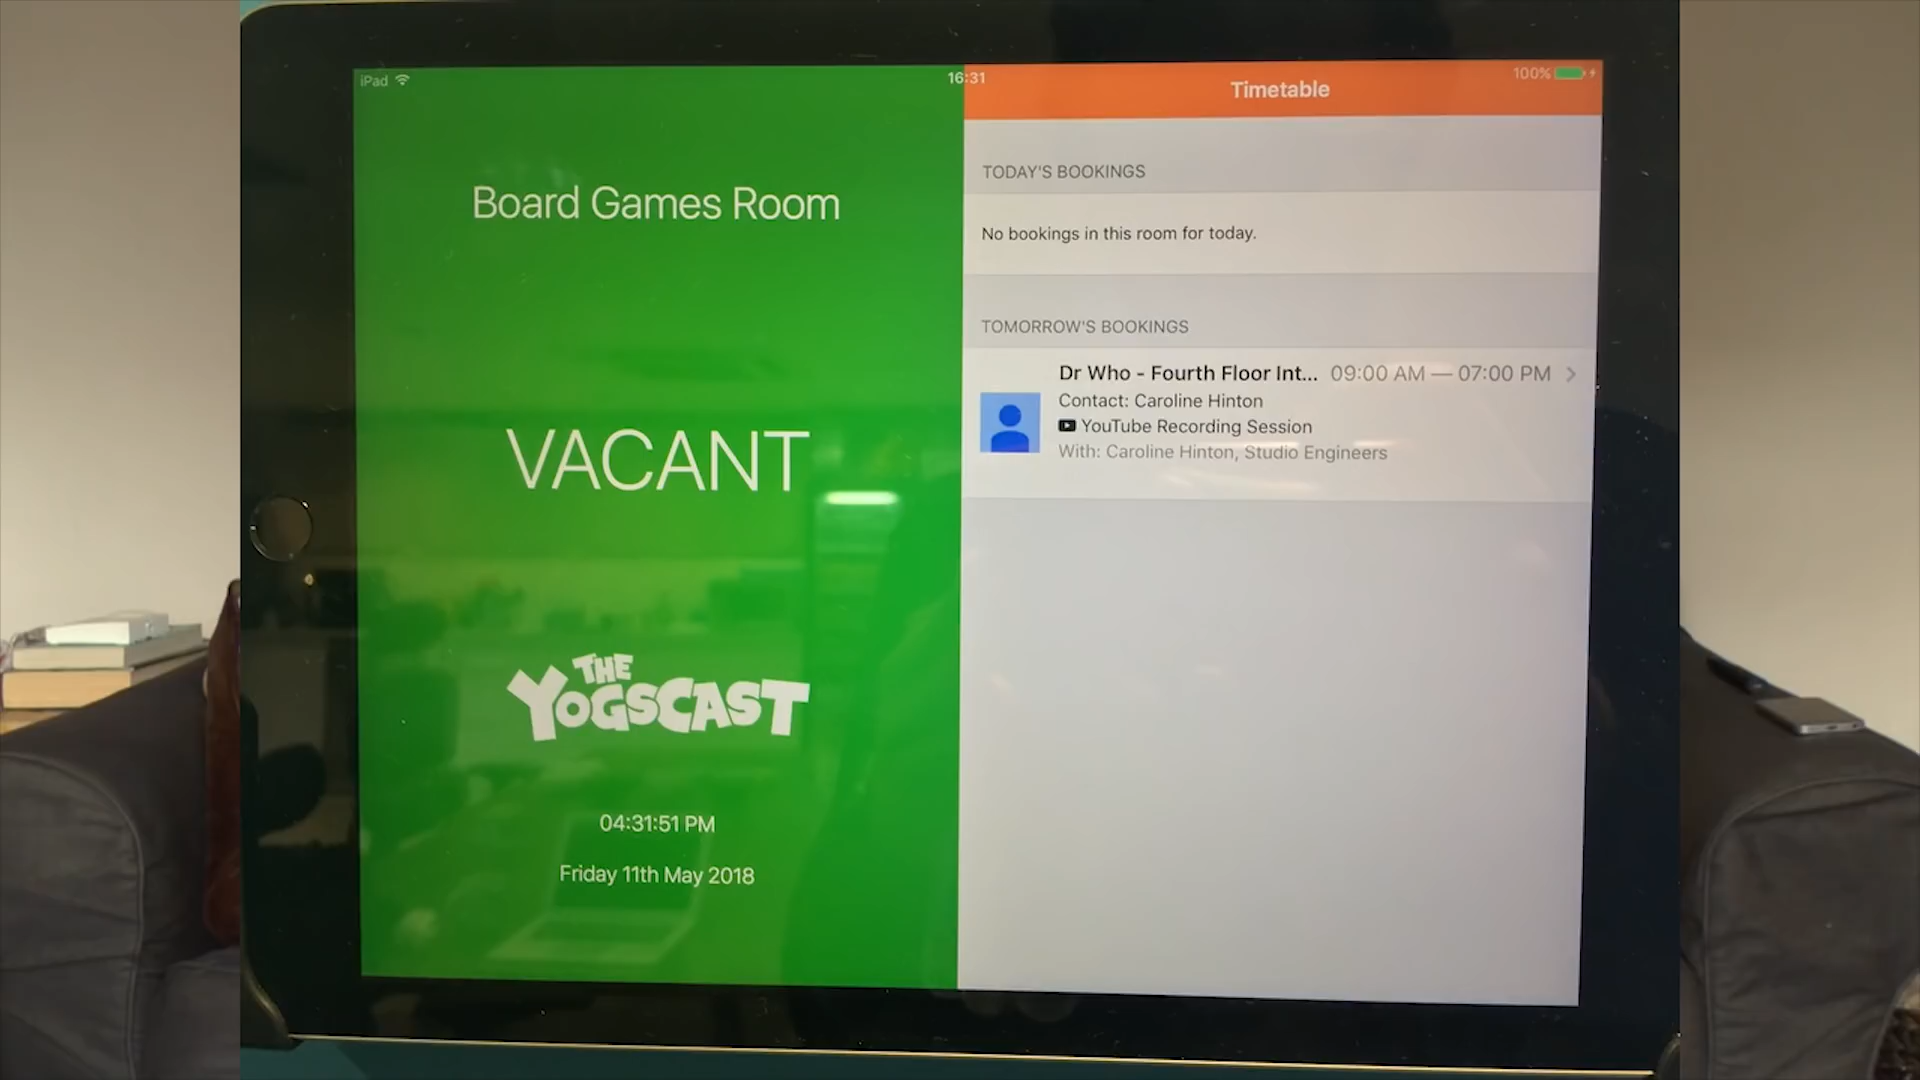 iPad
16:31
100%
Board Games Room
VACANT
THE
YOGSCAST
04:31:51 PM
Friday 11th May 2018
Timetable
TODAY'S BOOKINGS
No bookings in this room for today.
TOMORROW'S BOOKINGS
Dr Who - Fourth Floor Int... 09:00 AM — 07:00 PM
Contact: Caroline Hinton
YouTube Recording Session
With: Caroline Hinton, Studio Engineers